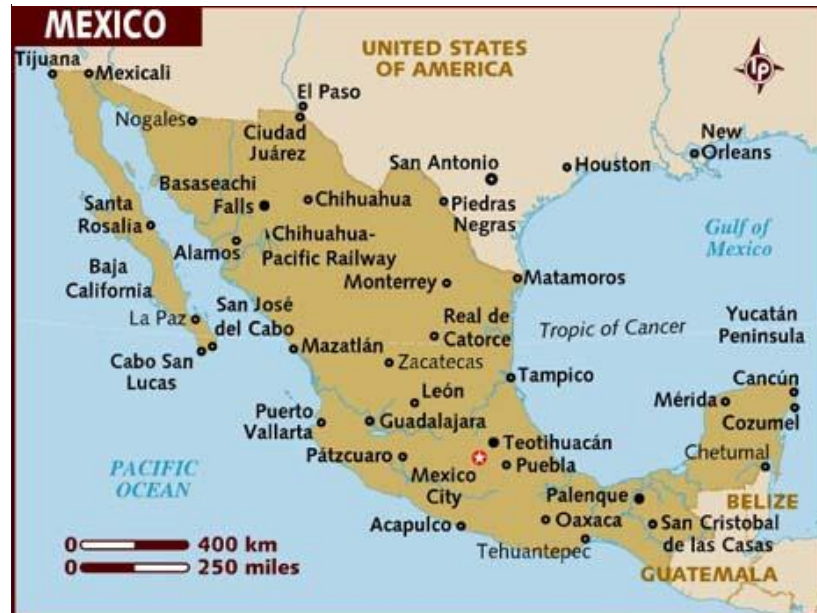 MEXICO
UNITED STATES
OF AMERICA
lp
Tijuana
Mexicali
El Paso
Nogales
Ciudad
Juárez
New
Orleans
San Antonio
Houston
Basaseachi
Falls
Chihuahua
Piedras
Negras
Santa
Rosalia
Gulf of
Mexico
Alamos
Chihuahua-
Pacific Railway
Baja
California
Monterrey
Matamoros
San José
del Cabo
La Paz
Real de
Catorce
Tropic of Cancer
Yucatán
Peninsula
Cabo San
Lucas
Mazatlán
Zacatecas
Tampico
Cancún
León
Mérida
Cozumel
Puerto
Vallarta
Guadalajara
Teotihuacán
Chetumal
Pátzcuaro
Mexico
City
Puebla
PACIFIC
OCEAN
Palenque
BELIZE
Acapulco
Oaxaca
San Cristobal
de las Casas
Tehuantepec
GUATEMALA
0 400 km
0 250 miles